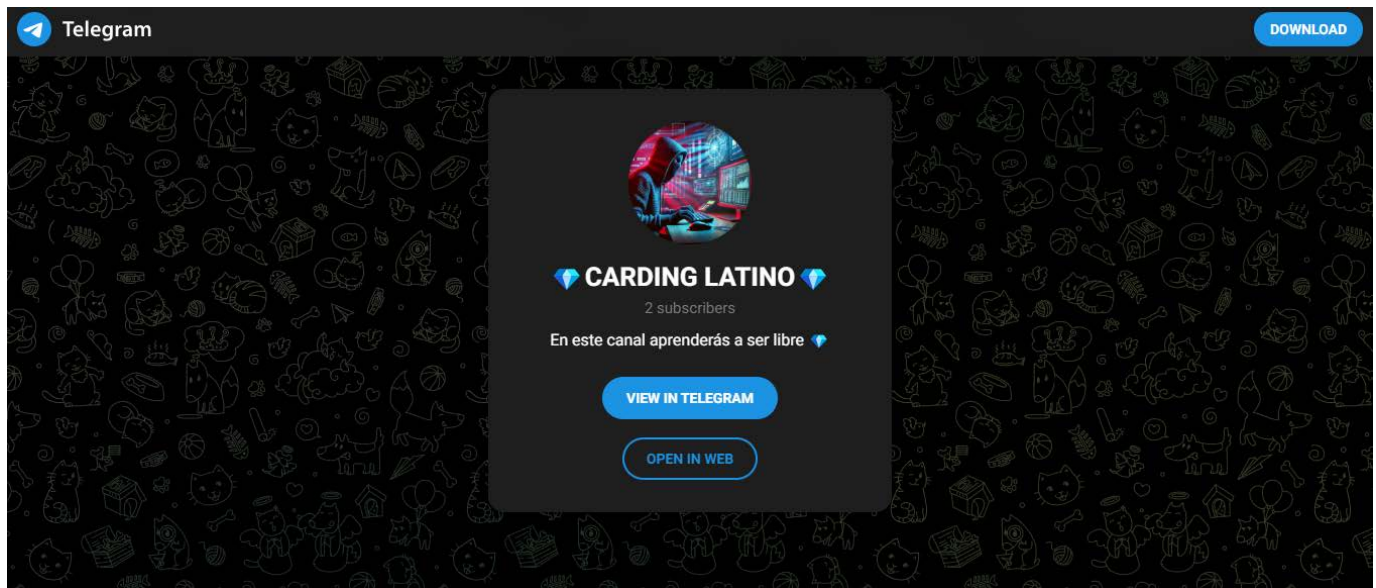 Telegram
DOWNLOAD
💎 CARDING LATINO 💎
2 subscribers
En este canal aprenderás a ser libre 💎
VIEW IN TELEGRAM
OPEN IN WEB